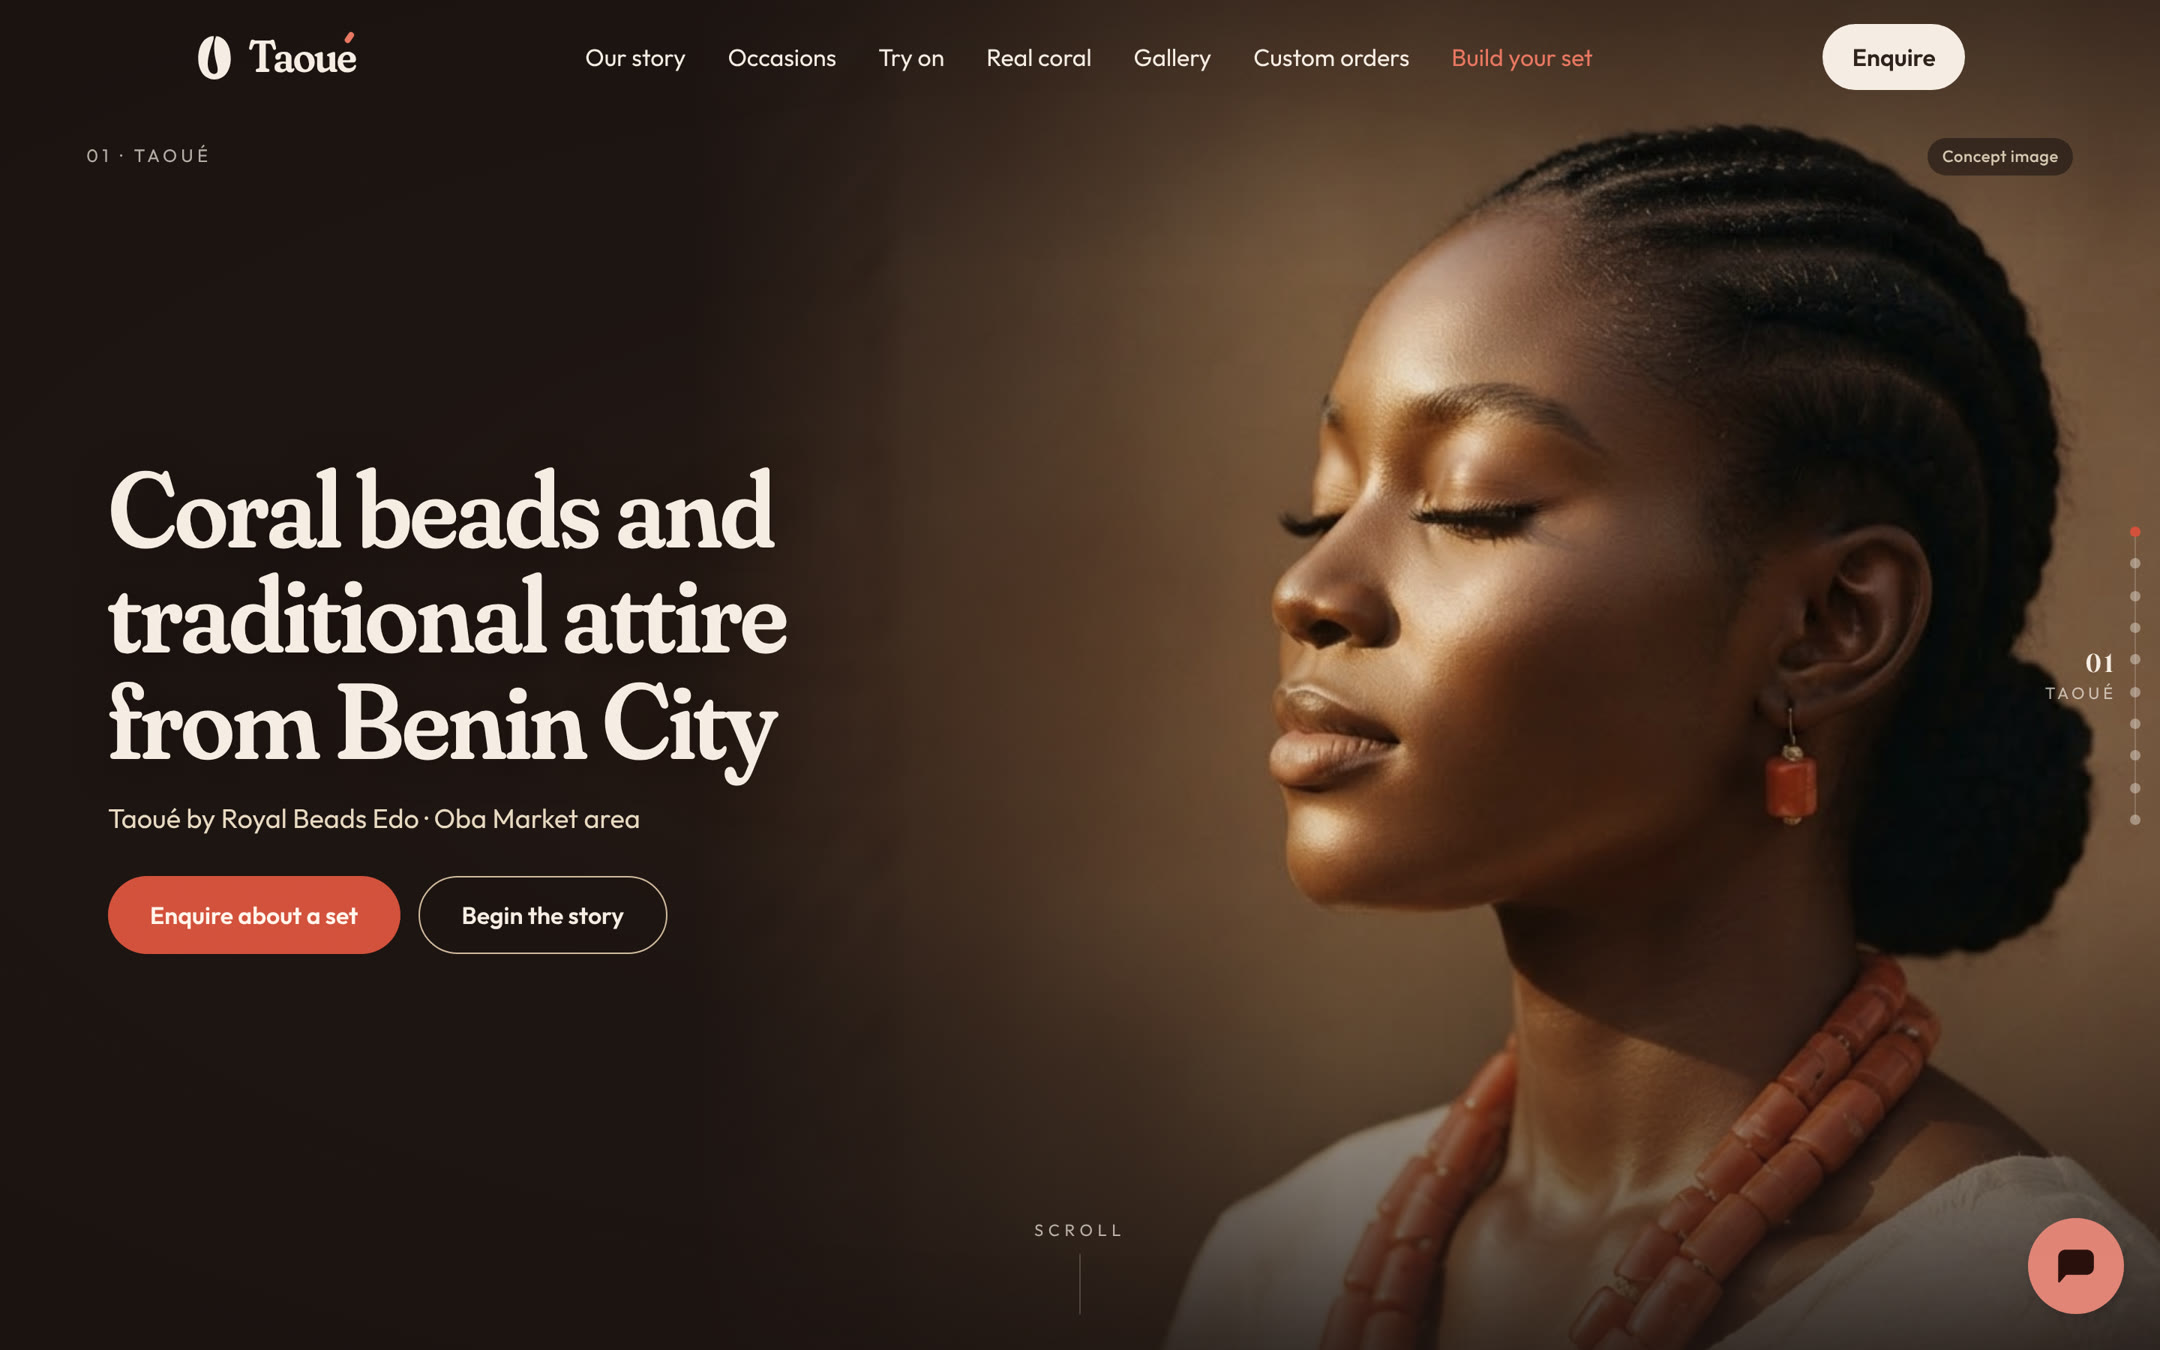 Taoué
Our story
Occasions
Try on
Real coral
Gallery
Custom orders
Build your set
Enquire
01 · TAOUÉ
Concept image
Coral beads and
traditional attire
from Benin City
Taoué by Royal Beads Edo · Oba Market area
Enquire about a set
Begin the story
01
TAOUÉ
SCROLL